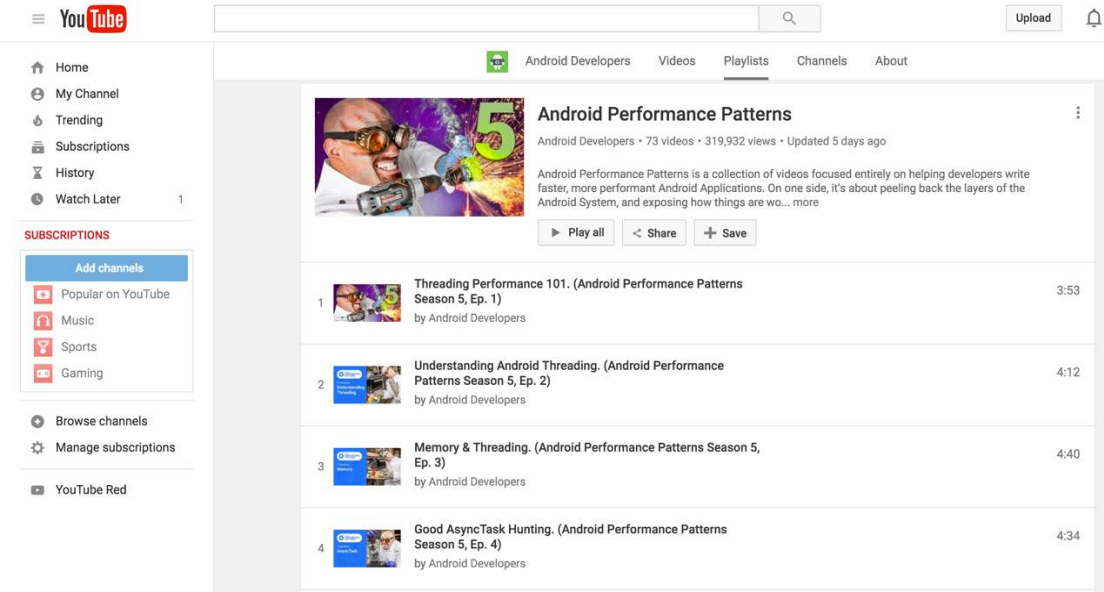 YouTube
Upload
Home
My Channel
Trending
Subscriptions
History
Watch Later 1
SUBSCRIPTIONS
Add channels
Popular on YouTube
Music
Sports
Gaming
Browse channels
Manage subscriptions
YouTube Red
Android Developers Videos Playlists Channels About
5
Android Performance Patterns
Android Developers • 73 videos • 319,932 views • Updated 5 days ago
Android Performance Patterns is a collection of videos focused entirely on helping developers write
faster, more performant Android Applications. On one side, it's about peeling back the layers of the
Android System, and exposing how things are wo... more
Play all Share Save
1
5
Threading Performance 101. (Android Performance Patterns
Season 5, Ep. 1)
by Android Developers
3:53
2
Understanding Android Threading. (Android Performance
Patterns Season 5, Ep. 2)
by Android Developers
4:12
3
Memory & Threading. (Android Performance Patterns Season 5,
Ep. 3)
by Android Developers
4:40
4
Good AsyncTask Hunting. (Android Performance Patterns
Season 5, Ep. 4)
by Android Developers
4:34